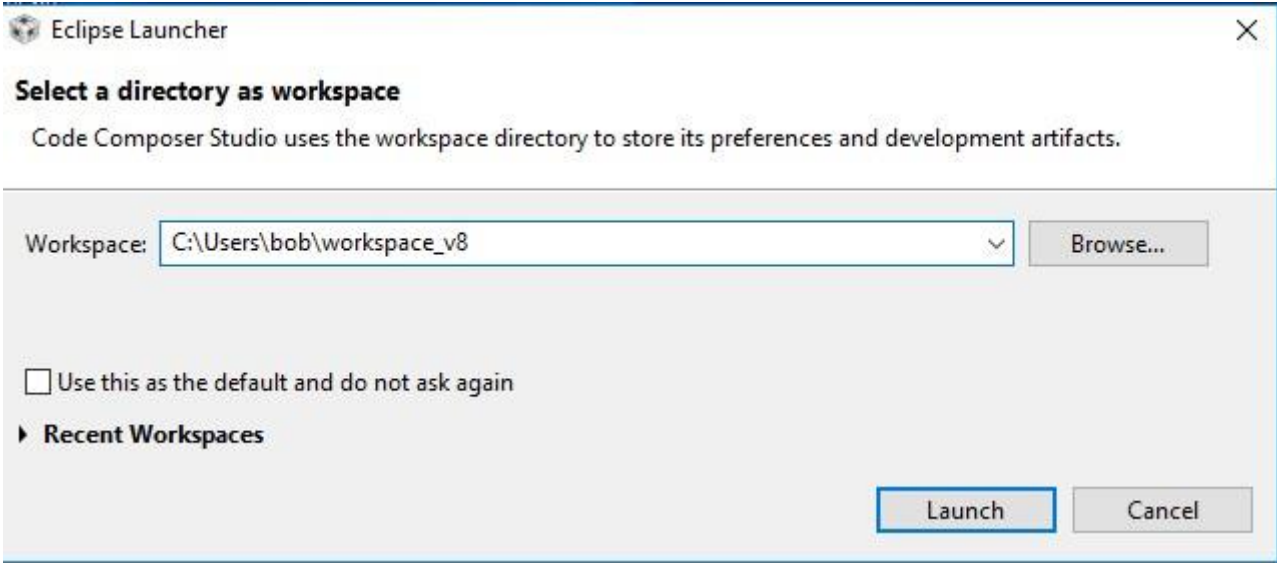 Eclipse Launcher
Select a directory as workspace
Code Composer Studio uses the workspace directory to store its preferences and development artifacts.
Workspace: C:\Users\bob\workspace_v8 Browse...
Use this as the default and do not ask again
Recent Workspaces
Launch Cancel